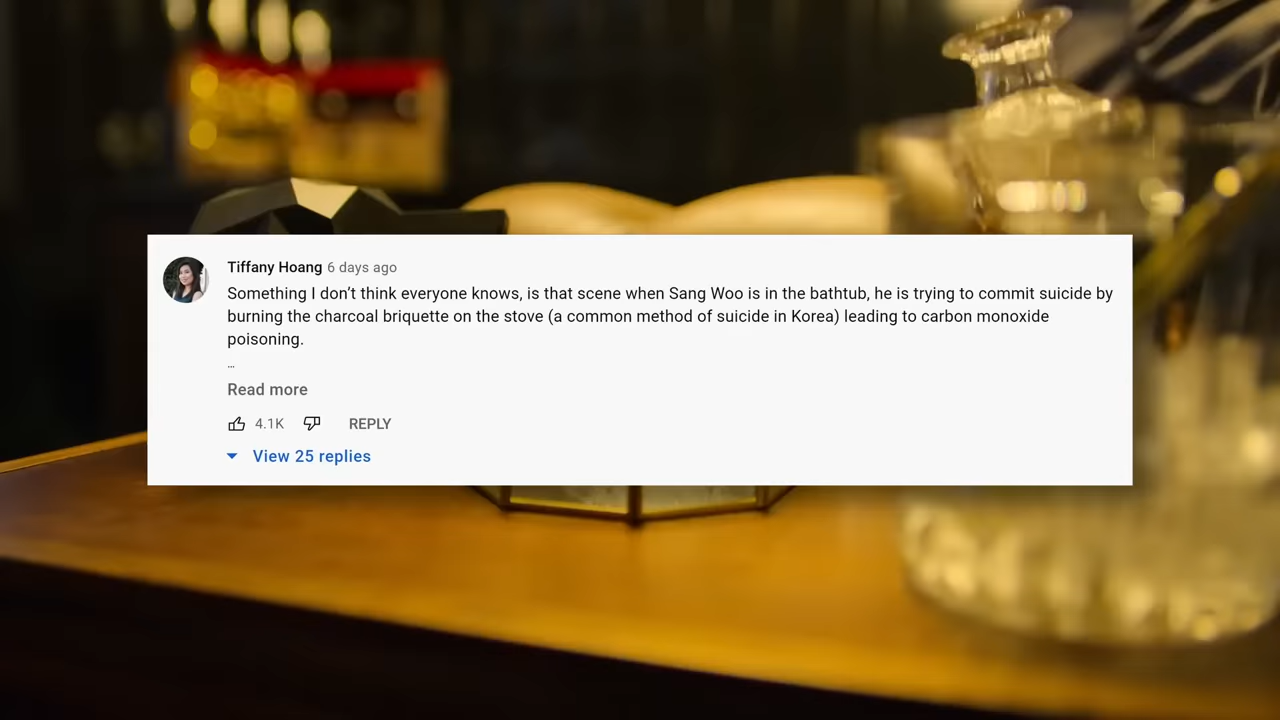 Tiffany Hoang 6 days ago
Something I don’t think everyone knows, is that scene when Sang Woo is in the bathtub, he is trying to commit suicide by
burning the charcoal briquette on the stove (a common method of suicide in Korea) leading to carbon monoxide
poisoning.
...
Read more
4.1K REPLY
View 25 replies